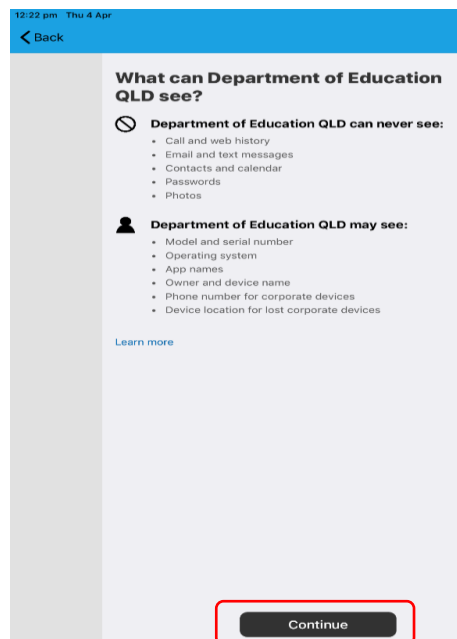 12:22 pm Thu 4 Apr
Back
What can Department of Education
QLD see?
Department of Education QLD can never see:
• Call and web history
• Email and text messages
• Contacts and calendar
• Passwords
• Photos
Department of Education QLD may see:
• Model and serial number
• Operating system
• App names
• Owner and device name
• Phone number for corporate devices
• Device location for lost corporate devices
Learn more
Continue